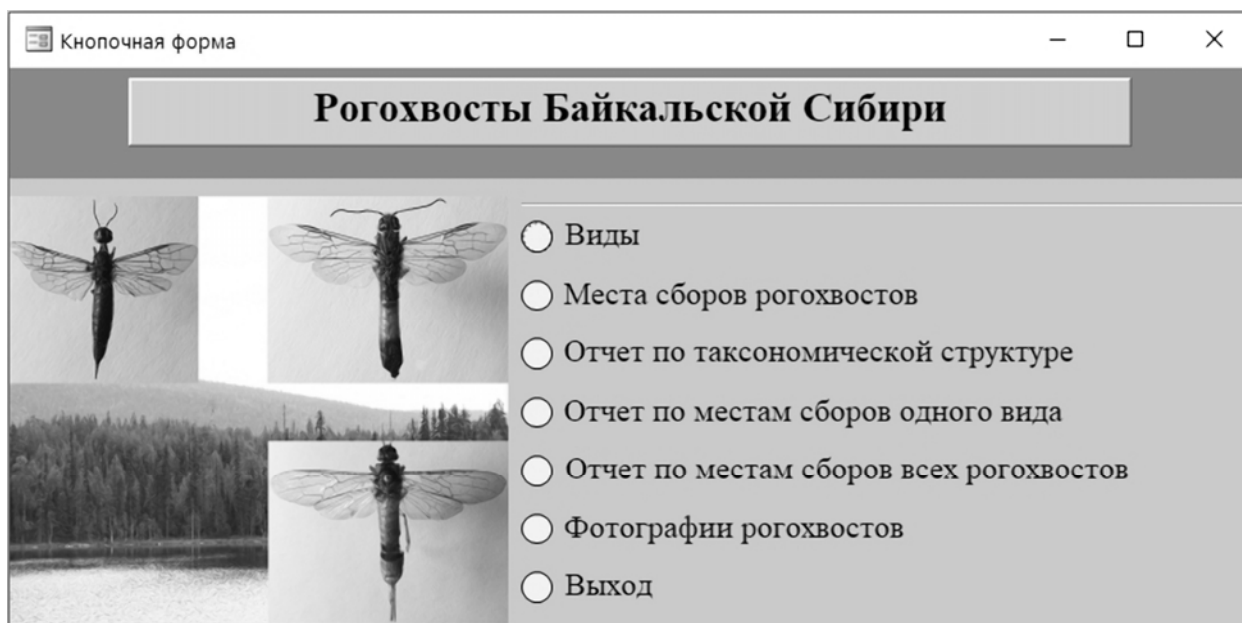 Кнопочная форма
Рогохвосты Байкальской Сибири
Виды
Места сборов рогохвостов
Отчет по таксономической структуре
Отчет по местам сборов одного вида
Отчет по местам сборов всех рогохвостов
Фотографии рогохвостов
Выход